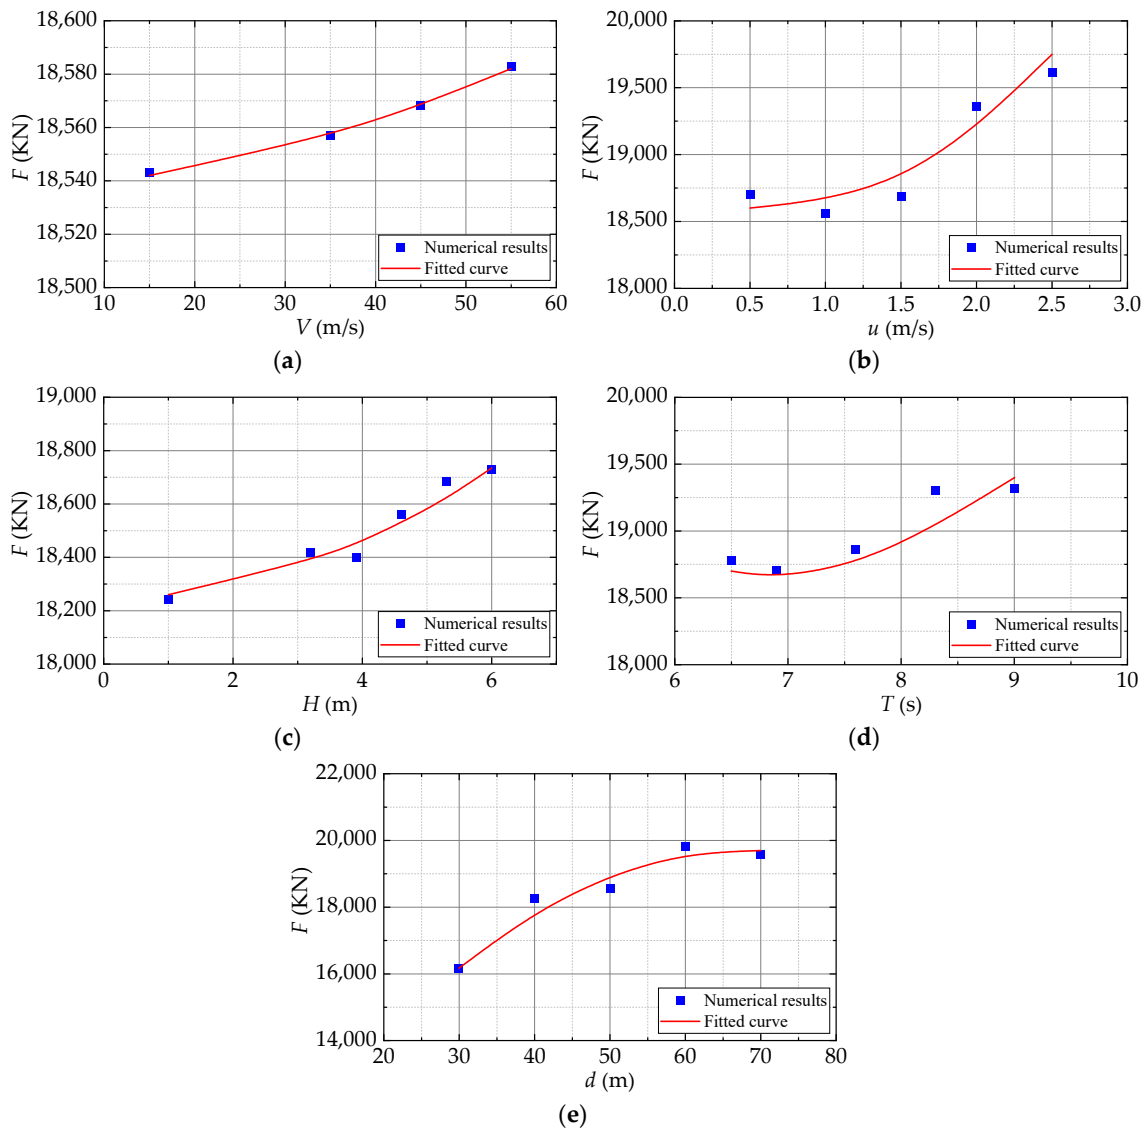 18,600
18,580
18,560
18,540
18,520
18,500
F (KN)
Numerical results
Fitted curve
10 20 30 40 50 60
V (m/s)
(a)
20,000
19,500
19,000
18,500
18,000
F (KN)
Numerical results
Fitted curve
0.0 0.5 1.0 1.5 2.0 2.5 3.0
u (m/s)
(b)
19,000
18,800
18,600
18,400
18,200
18,000
F (KN)
Numerical results
Fitted curve
0 2 4 6
H (m)
(c)
20,000
19,500
19,000
18,500
18,000
F (KN)
Numerical results
Fitted curve
6 7 8 9 10
T (s)
(d)
22,000
20,000
18,000
16,000
14,000
F (KN)
Numerical results
Fitted curve
20 30 40 50 60 70 80
d (m)
(e)